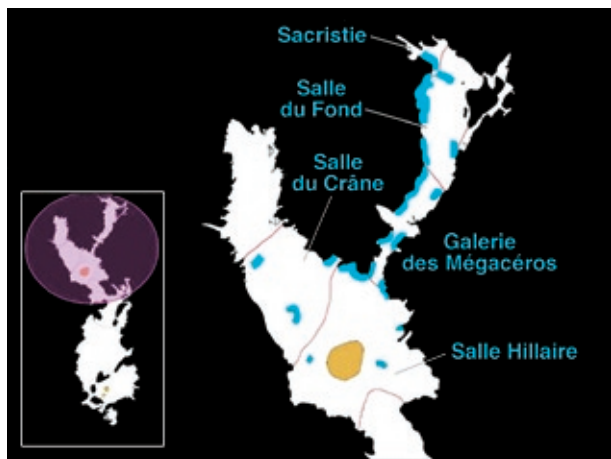 Sacristie
Salle
du Fond
Salle
du Crâne
Galerie
des Mégacéros
Salle Hillaire